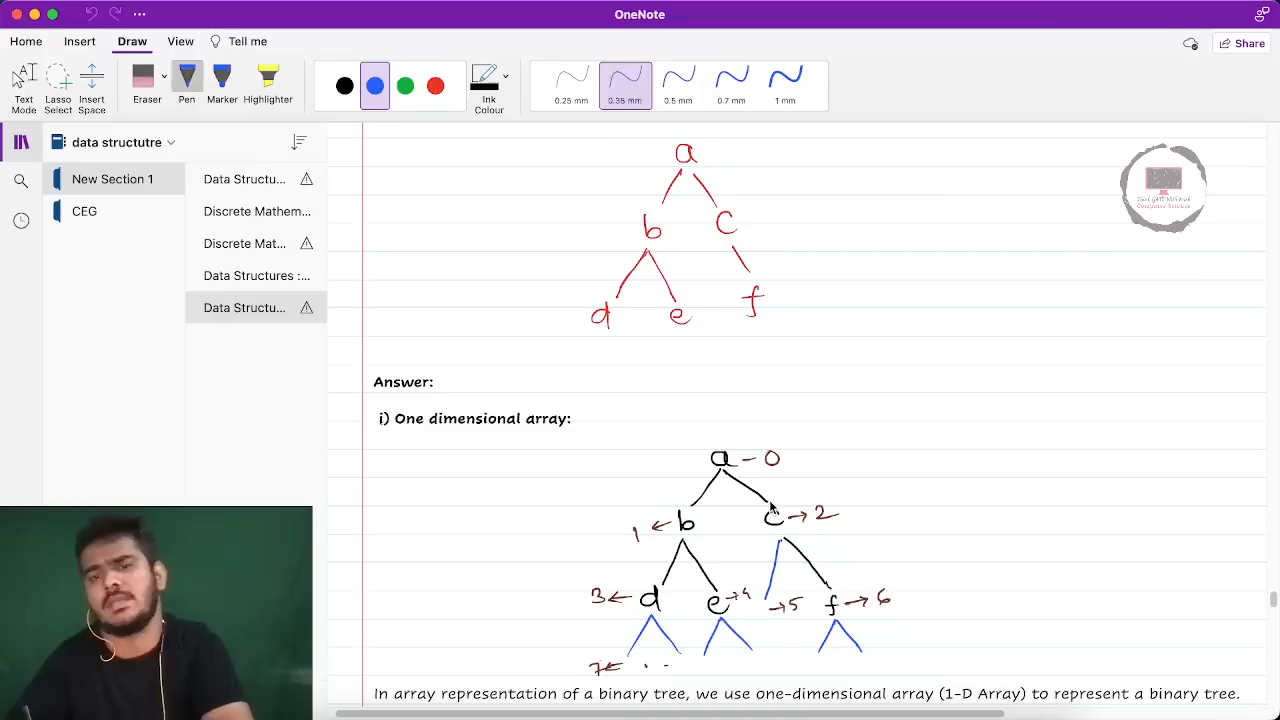 OneNote
Home Insert Draw View Tell me
Share
Text Mode
Lasso Select
Insert Space
Eraser
Pen
Marker
Highlighter
Ink Colour
0.25 mm
0.35 mm
0.5 mm
0.7 mm
1 mm
data structutre
New Section 1
CEG
Data Structu...
Discrete Mathem...
Discrete Mat...
Data Structures :...
Data Structu...
Computer Science
a
b C
d e f
Answer:
i) One dimensional array:
a - 0
1 ← b c → 2
3 ← d e → 4 → 5 f → 6
7 ← . . .
In array representation of a binary tree, we use one-dimensional array (1-D Array) to represent a binary tree.